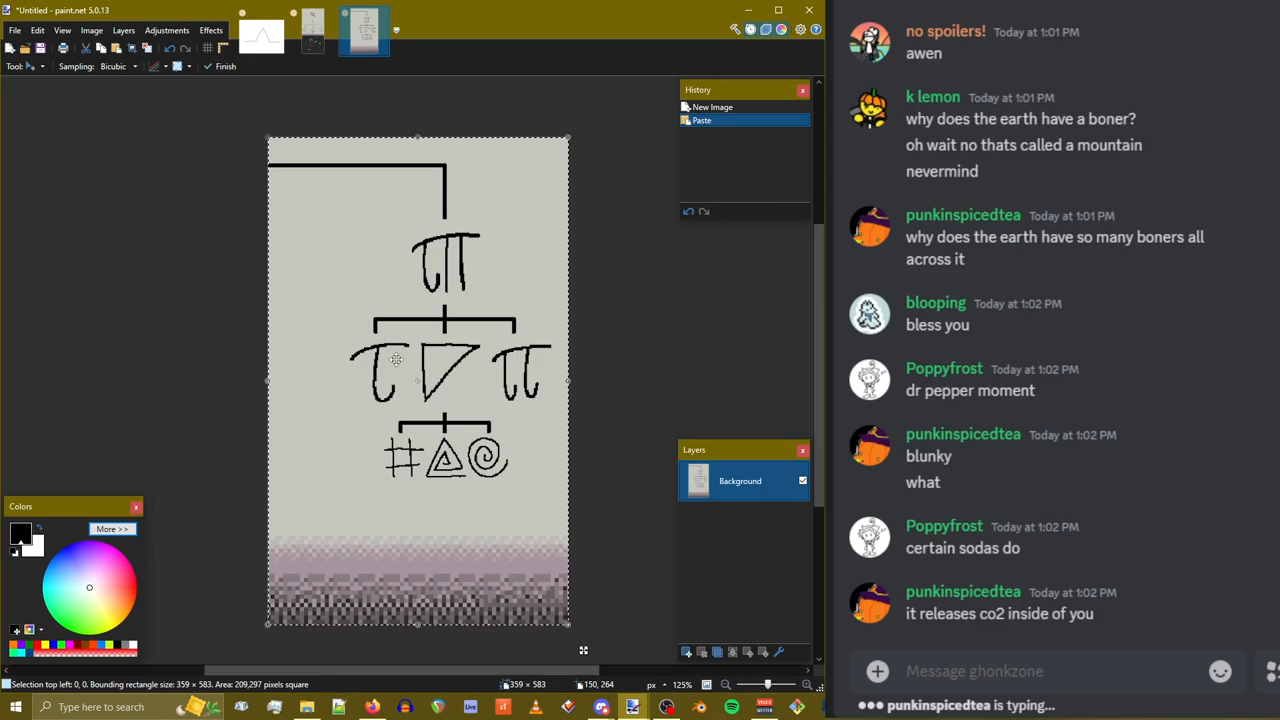 *Untitled - paint.net 5.0.13
File Edit View Image Layers Adjustments Effects
Tool: Sampling: Bicubic Finish
History
New Image
Paste
Layers
Background
Colors
More >>
Selection top left: 0, 0. Bounding rectangle size: 359 × 583. Area: 209,297 pixels square
359 × 583
150, 264
px
125%
Type here to search
no spoilers! Today at 1:01 PM
awen
k lemon Today at 1:01 PM
why does the earth have a boner?
oh wait no thats called a mountain
nevermind
punkinspicedtea Today at 1:01 PM
why does the earth have so many boners all
across it
blooping Today at 1:02 PM
bless you
Poppyfrost Today at 1:02 PM
dr pepper moment
punkinspicedtea Today at 1:02 PM
blunky
what
Poppyfrost Today at 1:02 PM
certain sodas do
punkinspicedtea Today at 1:02 PM
it releases co2 inside of you
Message ghonkzone
punkinspicedtea is typing...